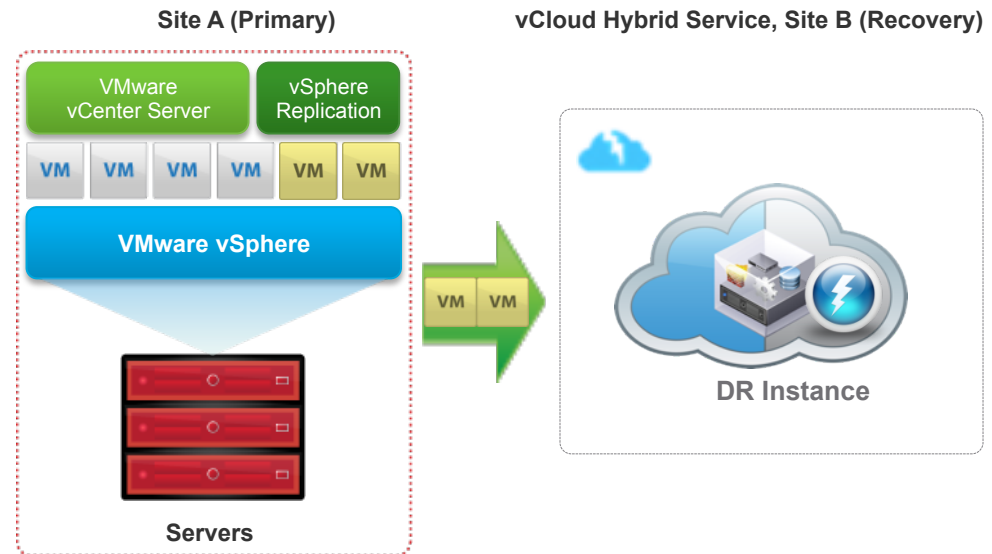 Site A (Primary)
vCloud Hybrid Service, Site B (Recovery)
VMware
vCenter Server
vSphere
Replication
VM VM VM VM VM VM
VMware vSphere
VM VM
DR Instance
Servers